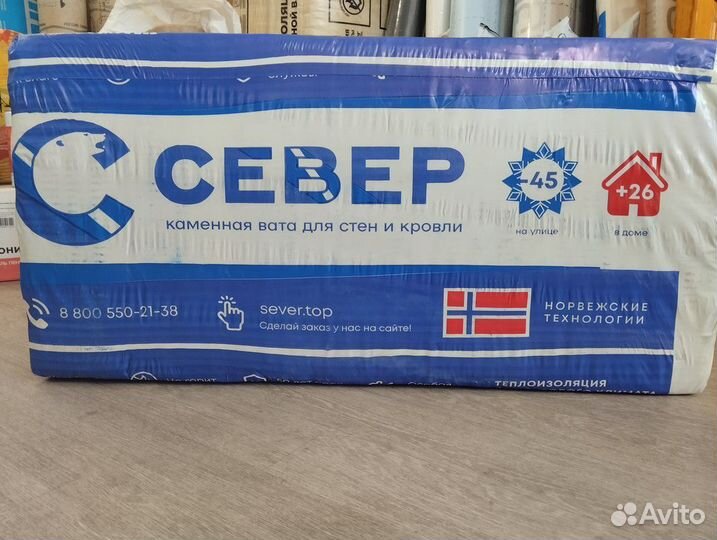 СЕВЕР
каменная вата для стен и кровли
-45
на улице
+26
в доме
8 800 550-21-38
sever.top
Сделай заказ у нас на сайте!
НОРВЕЖСКИЕ
ТЕХНОЛОГИИ
ТЕПЛОИЗОЛЯЦИЯ
Avito